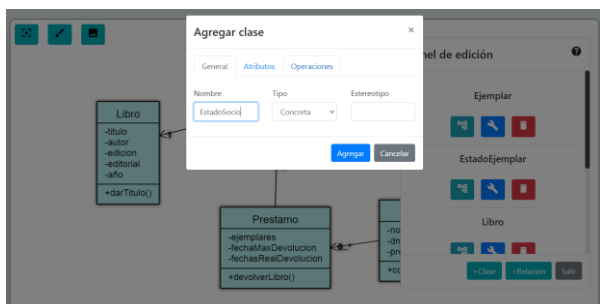 Agregar clase
×
General Atributos Operaciones
Nombre Tipo Estereotipo
EstadoSocio Concreta
Agregar Cancelar
Libro
-titulo
-autor
-edicion
-editorial
-año
+darTitulo()
Prestamo
-ejemplares
-fechaMaxDevolucion
-fechasRealDevolucion
+devolverLibro()
nel de edición
?
Ejemplar
EstadoEjemplar
Libro
+Clase +Relación Salir